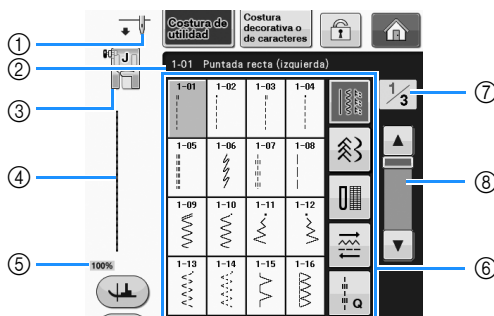 Costura de utilidad
Costura decorativa o de caracteres
①
②
③
④
⑤
⑥
⑦
⑧
J
1-01 Puntada recta (izquierda)
1-01 1-02 1-03 1-04
1-05 1-06 1-07 1-08
1-09 1-10 1-11 1-12
1-13 1-14 1-15 1-16
1/3
100%
Q